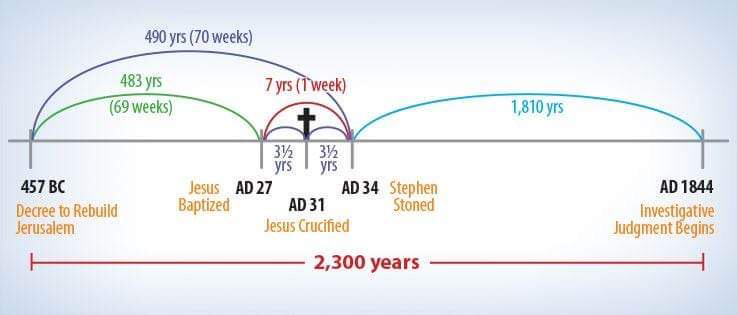 490 yrs (70 weeks)
483 yrs
(69 weeks)
7 yrs (1 week)
1,810 yrs
3½
yrs
3½
yrs
457 BC
Decree to Rebuild
Jerusalem
Jesus
Baptized
AD 27
AD 31
Jesus Crucified
AD 34
Stephen
Stoned
AD 1844
Investigative
Judgment Begins
2,300 years